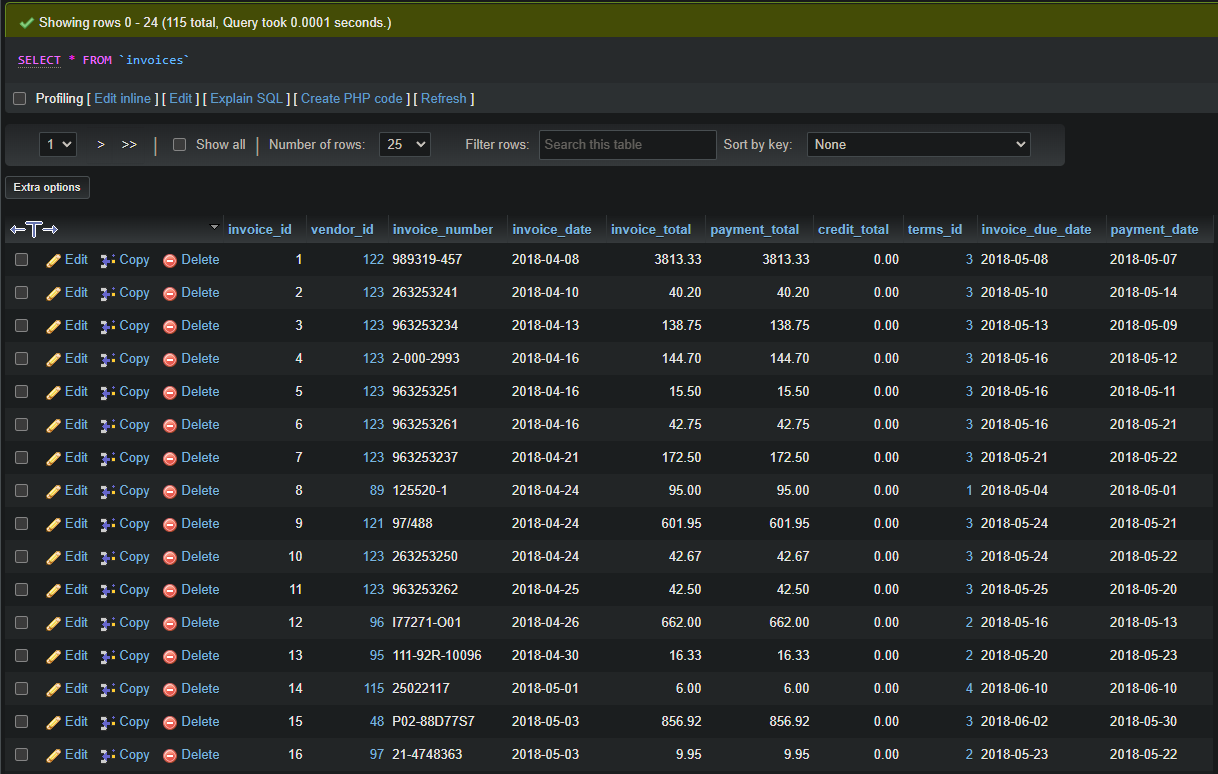 Showing rows 0 - 24 (115 total, Query took 0.0001 seconds.)
SELECT * FROM `invoices`
Profiling [ Edit inline ] [ Edit ] [ Explain SQL ] [ Create PHP code ] [ Refresh ]
1 > >> | Show all | Number of rows: 25 Filter rows: Search this table Sort by key: None
Extra options
invoice_id vendor_id invoice_number invoice_date invoice_total payment_total credit_total terms_id invoice_due_date payment_date
Edit Copy Delete 1 122 989319-457 2018-04-08 3813.33 3813.33 0.00 3 2018-05-08 2018-05-07
Edit Copy Delete 2 123 263253241 2018-04-10 40.20 40.20 0.00 3 2018-05-10 2018-05-14
Edit Copy Delete 3 123 963253234 2018-04-13 138.75 138.75 0.00 3 2018-05-13 2018-05-09
Edit Copy Delete 4 123 2-000-2993 2018-04-16 144.70 144.70 0.00 3 2018-05-16 2018-05-12
Edit Copy Delete 5 123 963253251 2018-04-16 15.50 15.50 0.00 3 2018-05-16 2018-05-11
Edit Copy Delete 6 123 963253261 2018-04-16 42.75 42.75 0.00 3 2018-05-16 2018-05-21
Edit Copy Delete 7 123 963253237 2018-04-21 172.50 172.50 0.00 3 2018-05-21 2018-05-22
Edit Copy Delete 8 89 125520-1 2018-04-24 95.00 95.00 0.00 1 2018-05-04 2018-05-01
Edit Copy Delete 9 121 97/488 2018-04-24 601.95 601.95 0.00 3 2018-05-24 2018-05-21
Edit Copy Delete 10 123 263253250 2018-04-24 42.67 42.67 0.00 3 2018-05-24 2018-05-22
Edit Copy Delete 11 123 963253262 2018-04-25 42.50 42.50 0.00 3 2018-05-25 2018-05-20
Edit Copy Delete 12 96 I77271-O01 2018-04-26 662.00 662.00 0.00 2 2018-05-16 2018-05-13
Edit Copy Delete 13 95 111-92R-10096 2018-04-30 16.33 16.33 0.00 2 2018-05-20 2018-05-23
Edit Copy Delete 14 115 25022117 2018-05-01 6.00 6.00 0.00 4 2018-06-10 2018-06-10
Edit Copy Delete 15 48 P02-88D77S7 2018-05-03 856.92 856.92 0.00 3 2018-06-02 2018-05-30
Edit Copy Delete 16 97 21-4748363 2018-05-03 9.95 9.95 0.00 2 2018-05-23 2018-05-22